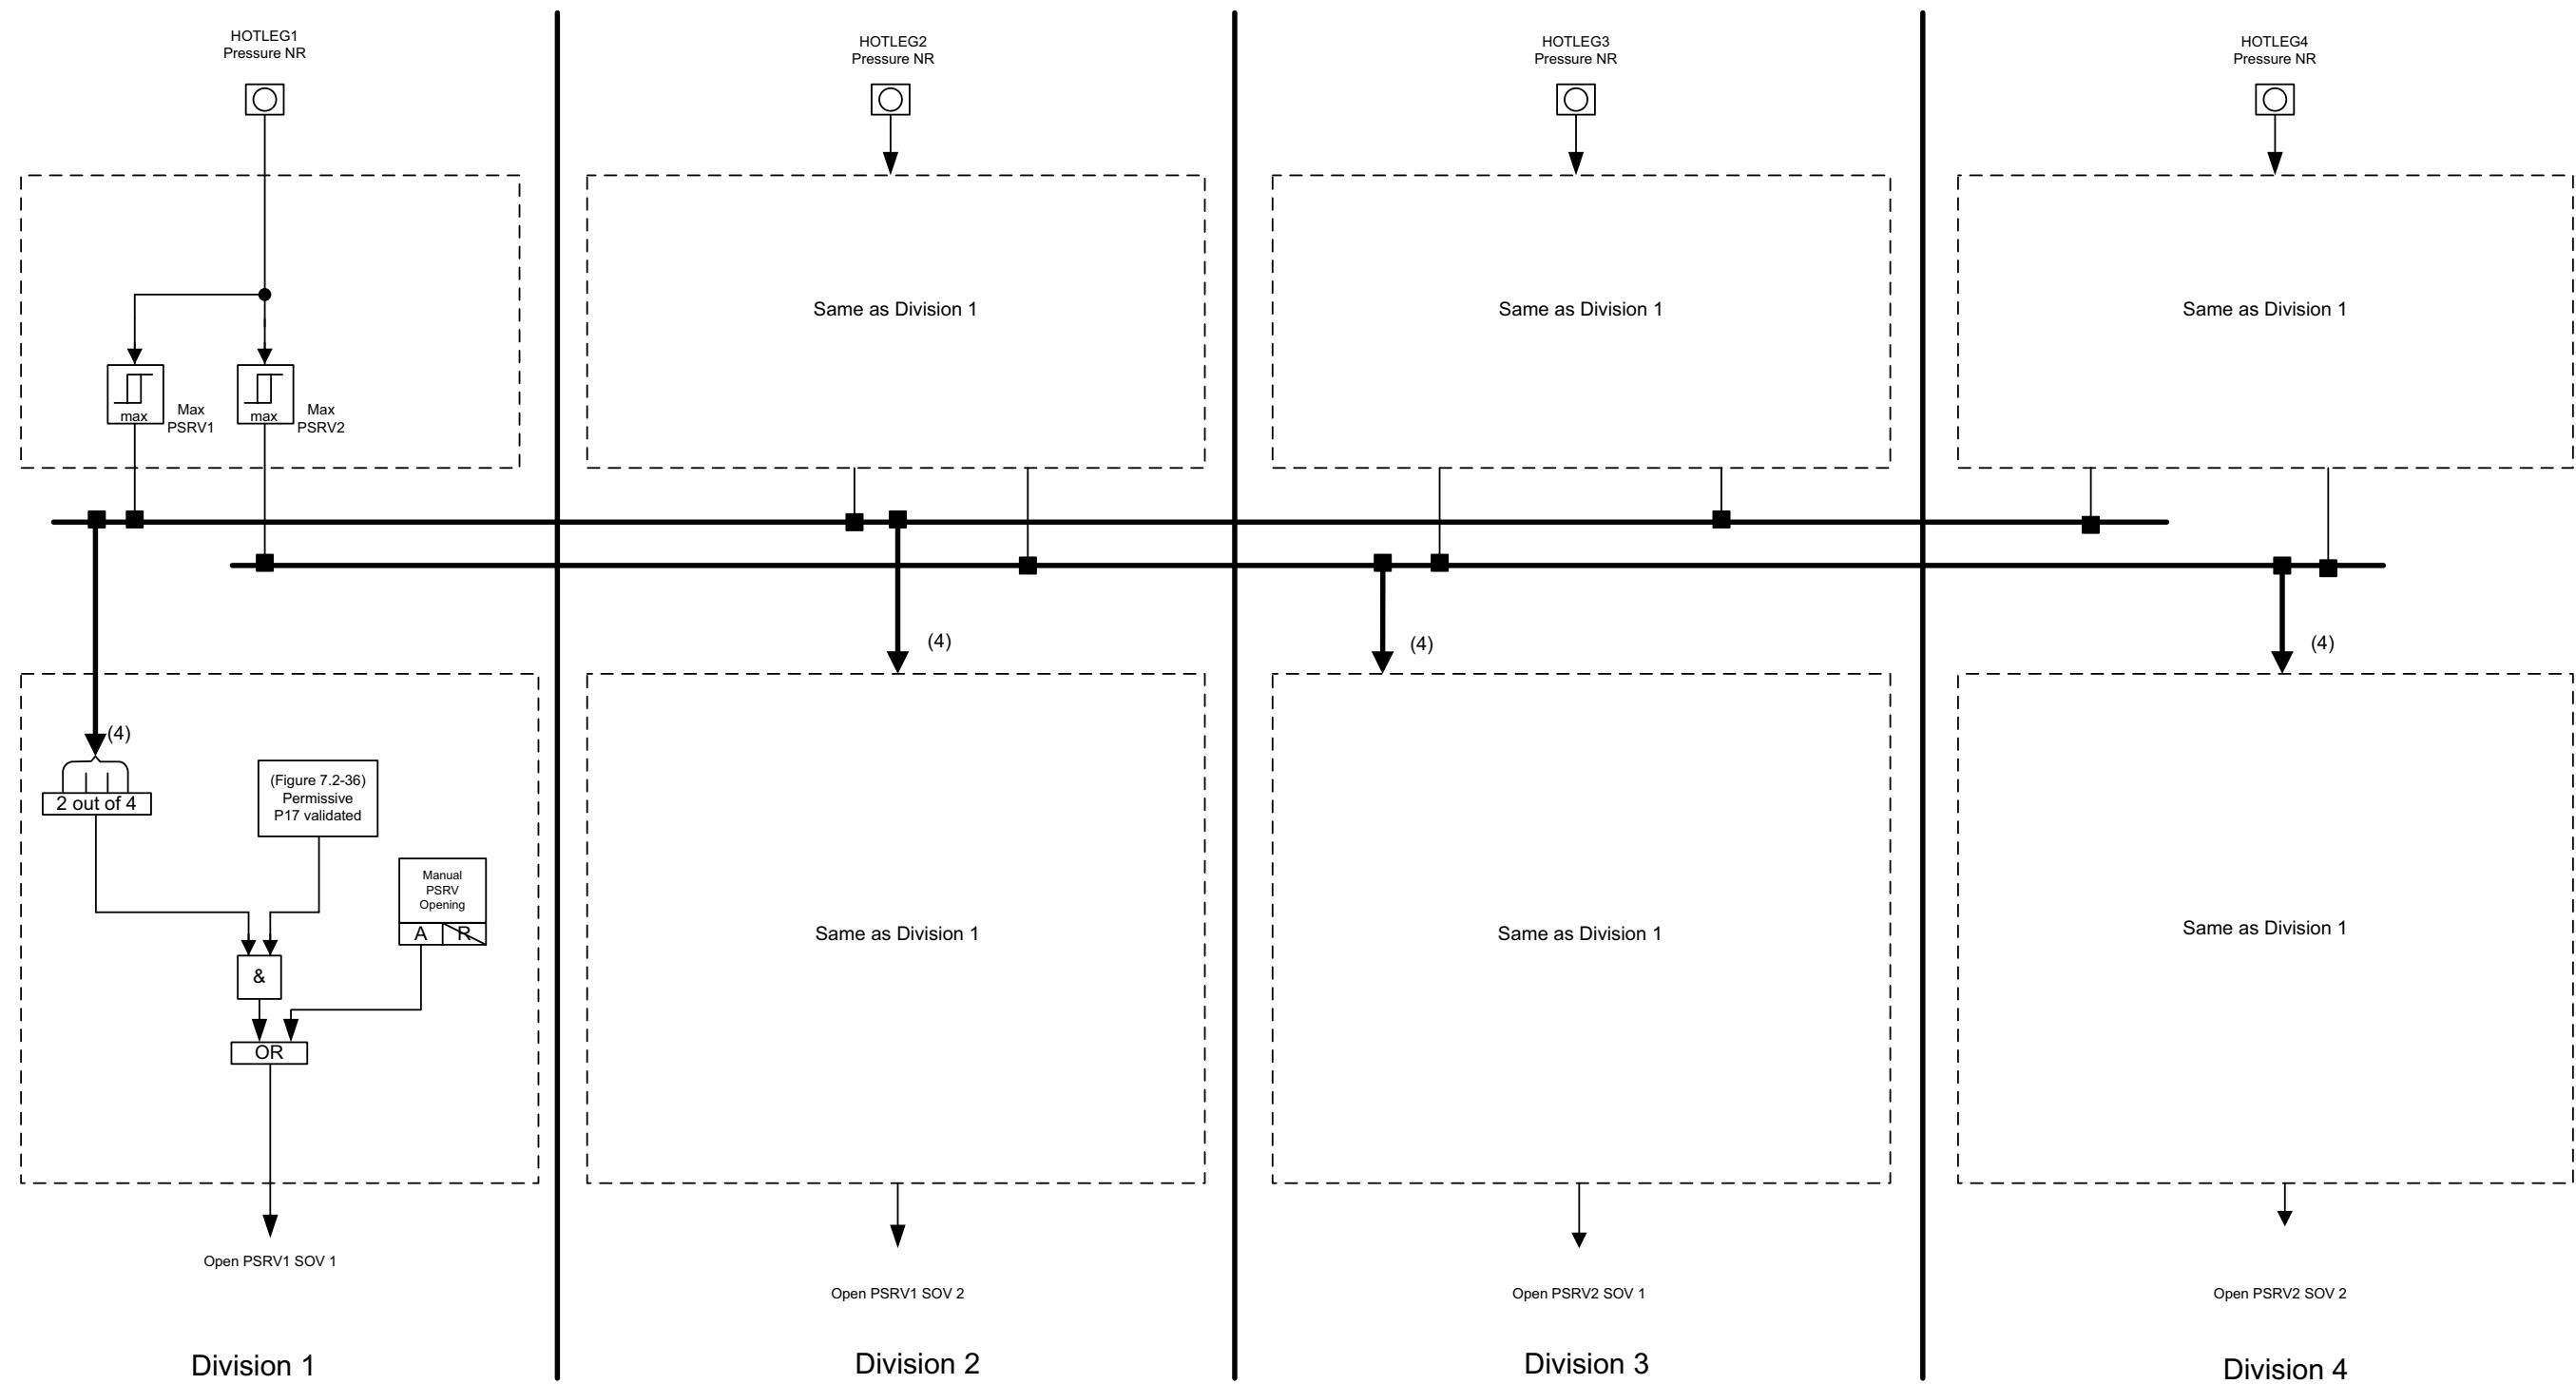 HOTLEG1
Pressure NR
HOTLEG2
Pressure NR
HOTLEG3
Pressure NR
HOTLEG4
Pressure NR
Same as Division 1
Same as Division 1
Same as Division 1
max
Max
PSRV1
max
Max
PSRV2
(4)
(4)
(4)
(4)
2 out of 4
(Figure 7.2-36)
Permissive
P17 validated
Manual
PSRV
Opening
A
R
&
OR
Same as Division 1
Same as Division 1
Same as Division 1
Open PSRV1 SOV 1
Open PSRV1 SOV 2
Open PSRV2 SOV 1
Open PSRV2 SOV 2
Division 1
Division 2
Division 3
Division 4